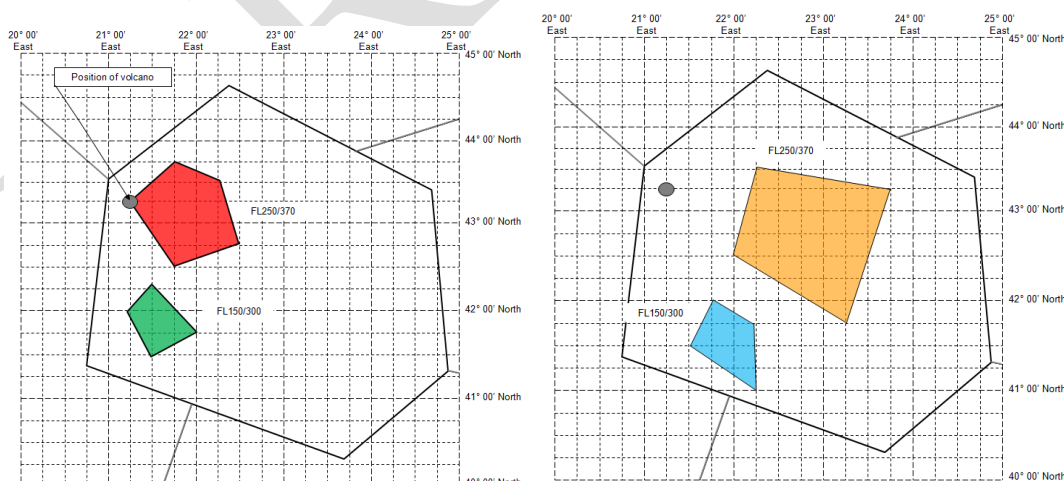 20° 00' East
21° 00' East
22° 00' East
23° 00' East
24° 00' East
25° 00' East
45° 00' North
Position of volcano
44° 00' North
FL250/370
43° 00' North
42° 00' North
FL150/300
41° 00' North
40° 00' North
20° 00' East
21° 00' East
22° 00' East
23° 00' East
24° 00' East
25° 00' East
45° 00' North
44° 00' North
FL250/370
43° 00' North
42° 00' North
FL150/300
41° 00' North
40° 00' North